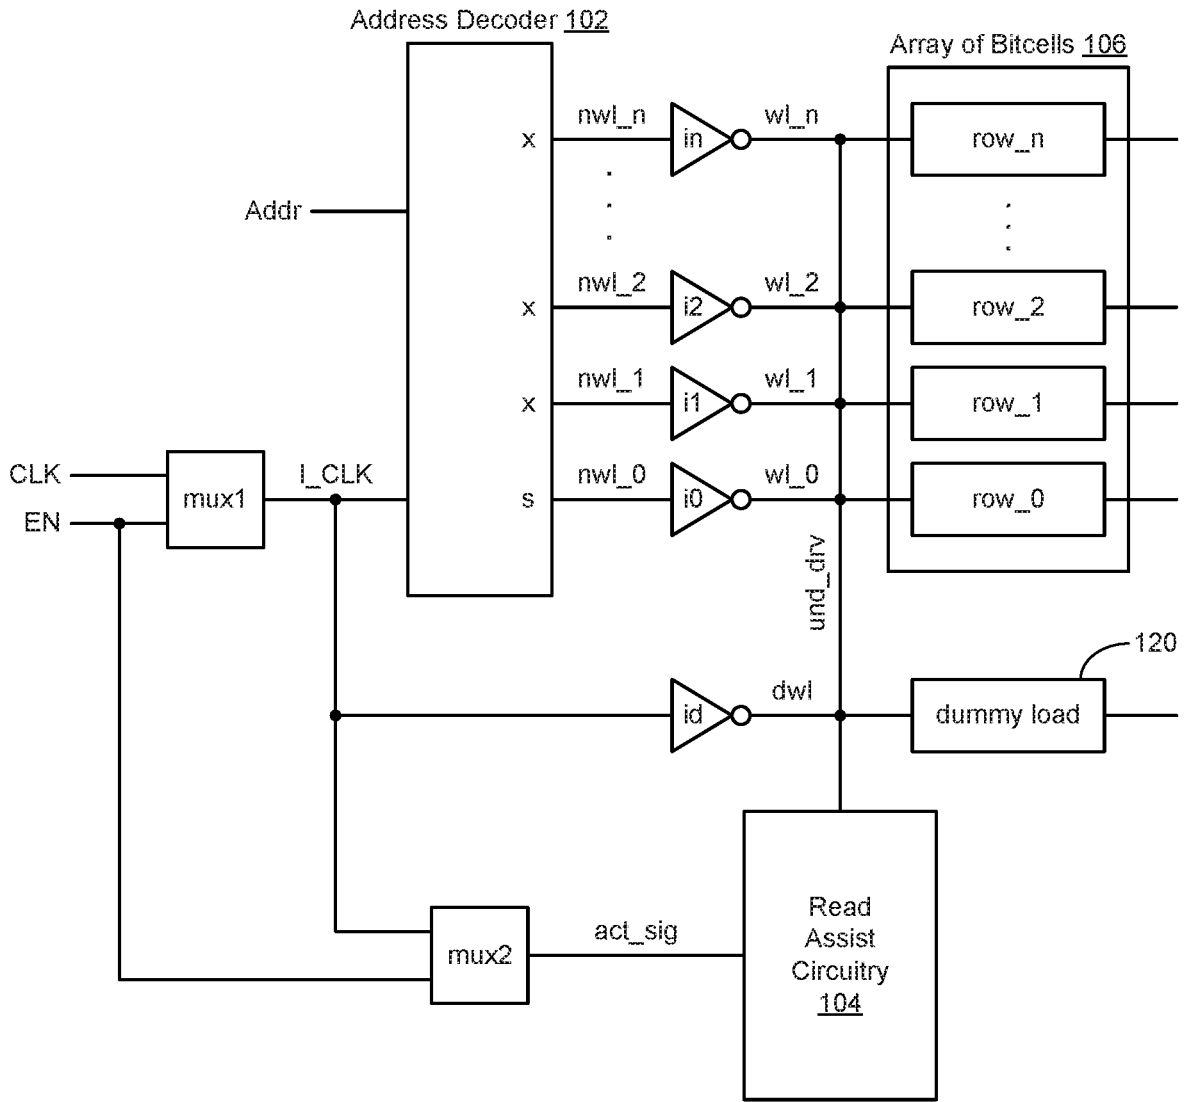 Address Decoder 102
Array of Bitcells 106
nwl_n
wl_n
x
in
row_n
Addr
nwl_2
wl_2
x
i2
row_2
nwl_1
wl_1
x
i1
row_1
CLK
EN
mux1
I_CLK
s
nwl_0
i0
wl_0
row_0
und_drv
120
id
dwl
dummy load
mux2
act_sig
Read
Assist
Circuitry
104